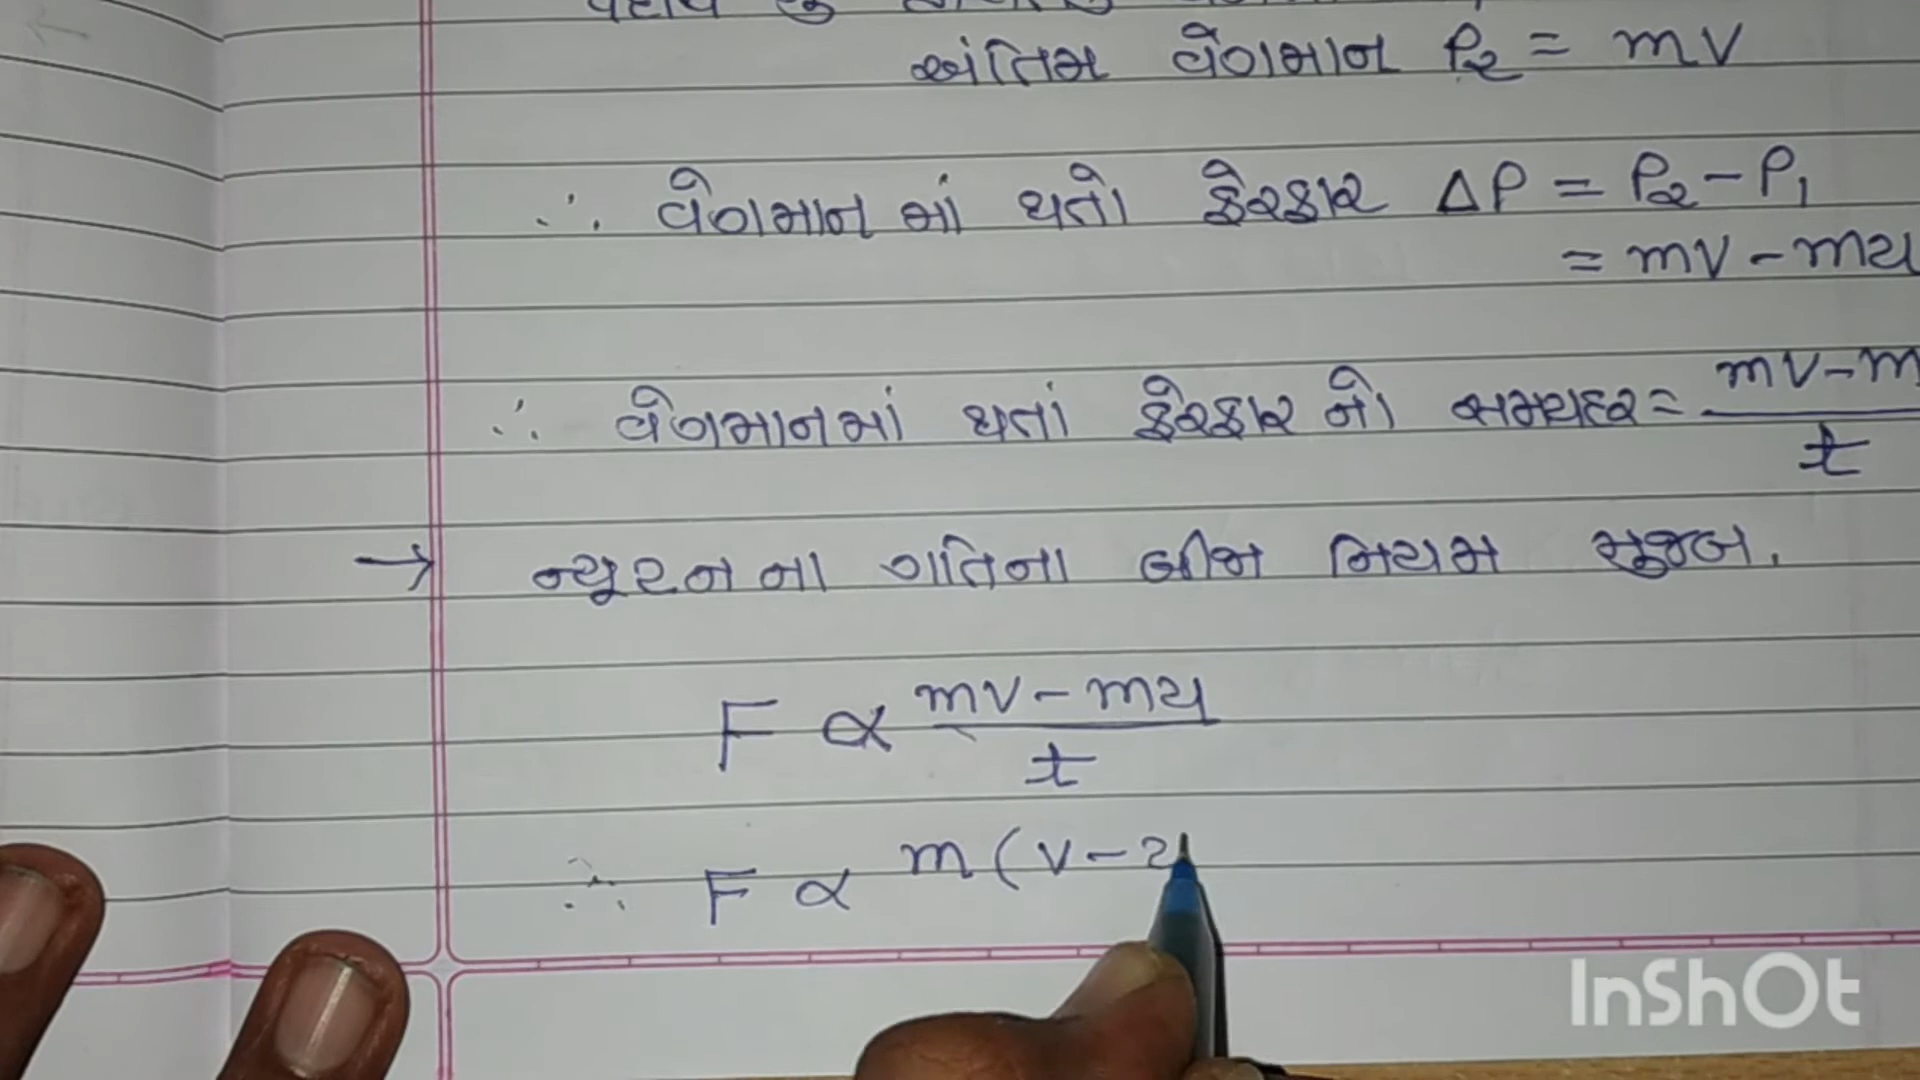 અંતિમ વેગમાન P₂ = mv
∴ વેગમાન માં થતો ફેરફાર ΔP = P₂ - P₁
= mv - mu
∴ વેગમાનમાં થતાં ફેરફાર નો સમયદર = mv - m / t
→ ન્યૂટનના ગતિના બીજા નિયમ મુજબ,
F ∝ mv - mu / t
∴ F ∝ m (v - u
InShOt